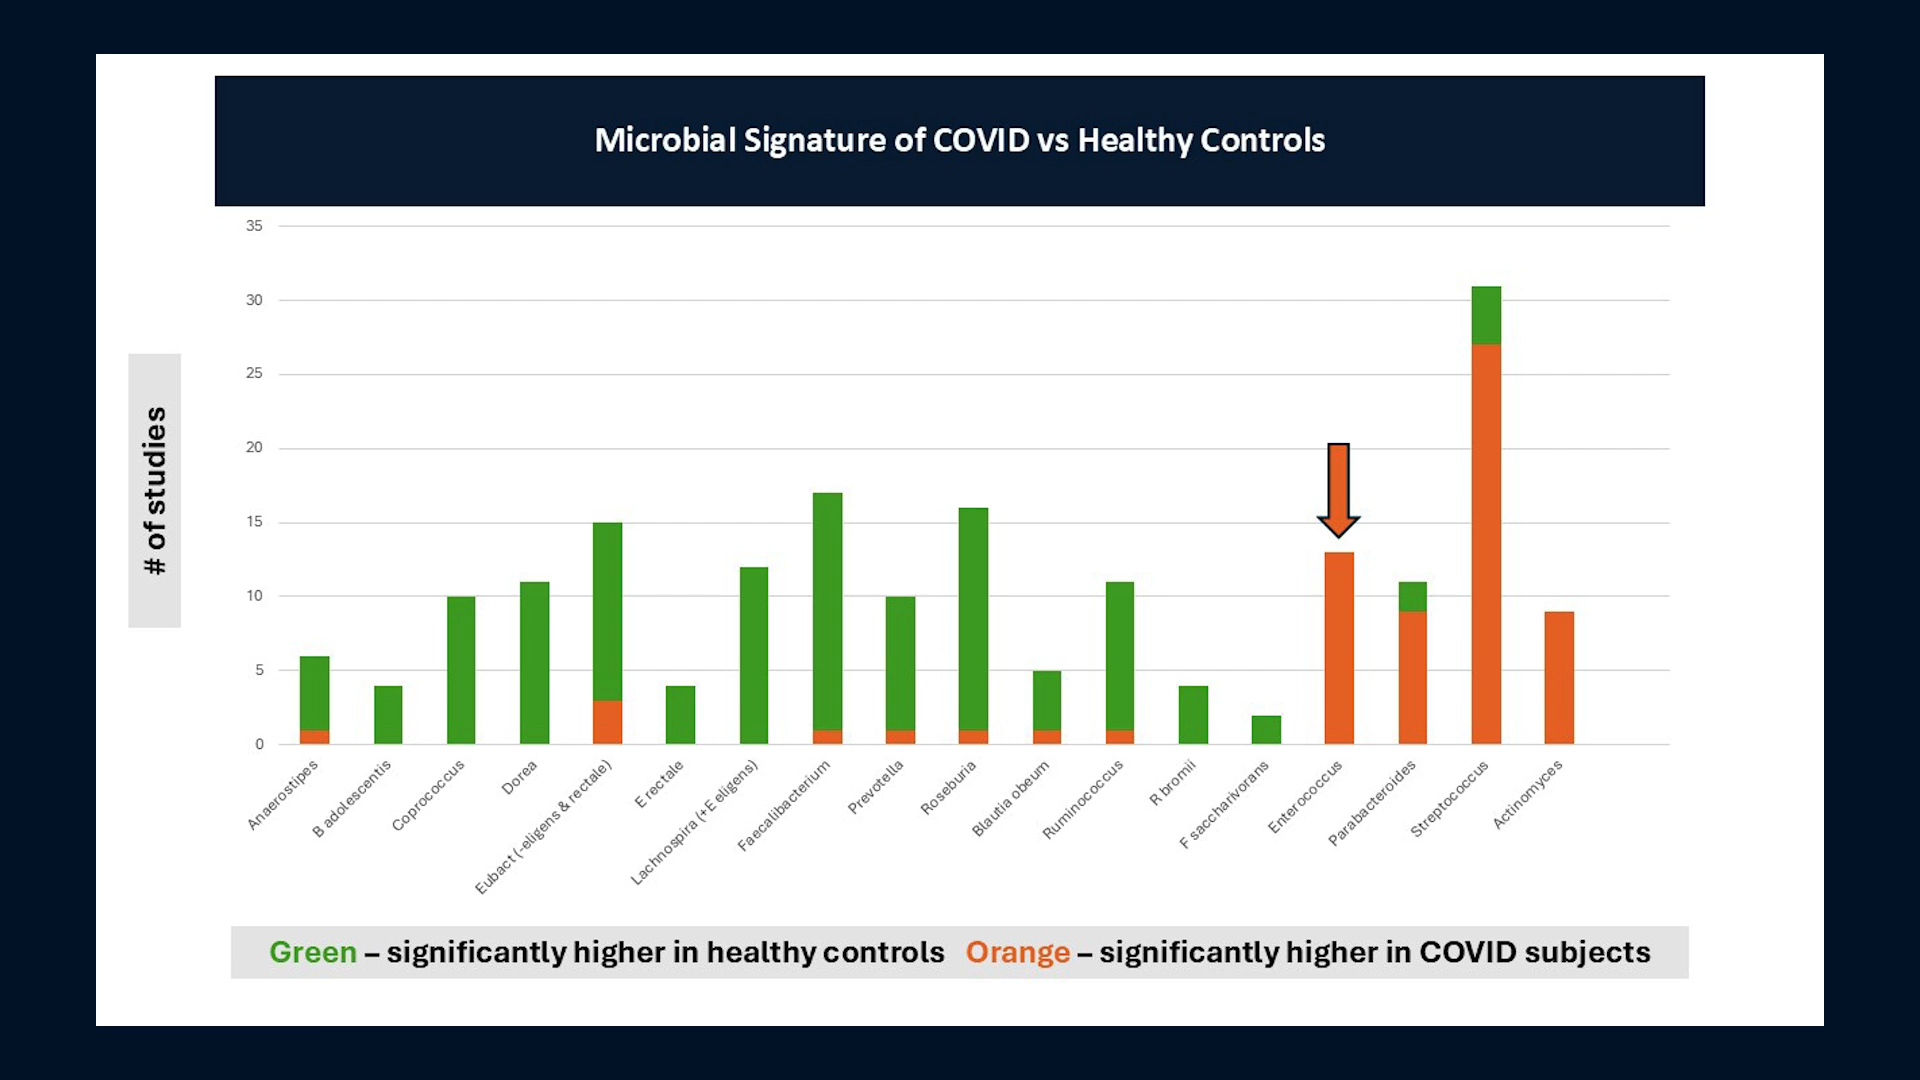 Microbial Signature of COVID vs Healthy Controls
# of studies
35
30
25
20
15
10
5
0
Anaerostipes
B adolescentis
Coprococcus
Dorea
Eubact (-eligens & rectale)
E rectale
Lachnospira (+E eligens)
Faecalibacterium
Prevotella
Roseburia
Blautia obeum
Ruminococcus
R bromii
F saccharivorans
Enterococcus
Parabacteroides
Streptococcus
Actinomyces
Green – significantly higher in healthy controls Orange – significantly higher in COVID subjects